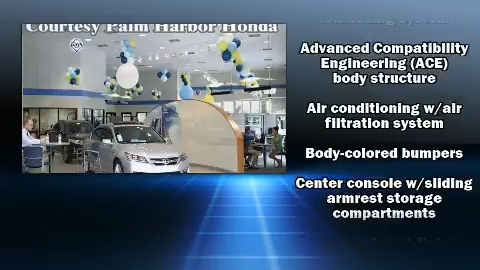 Courtesy Palm Harbor Honda
Advanced Compatibility
Engineering (ACE)
body structure
Air conditioning w/air
filtration system
Body-colored bumpers
Center console w/sliding
armrest storage
compartments